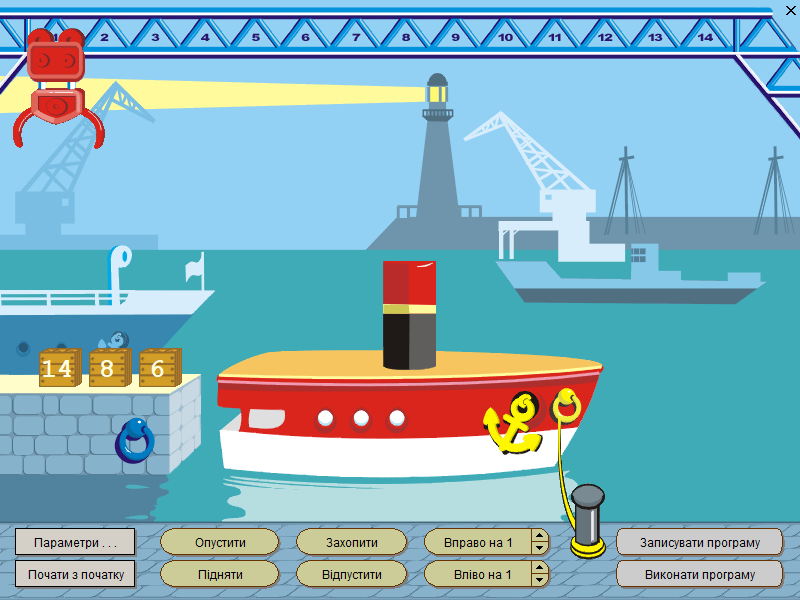 1 2 3 4 5 6 7 8 9 10 11 12 13 14
14 8 6
Параметри . . . Опустити Захопити Вправо на 1 Записувати програму
Почати з початку Підняти Відпустити Вліво на 1 Виконати програму